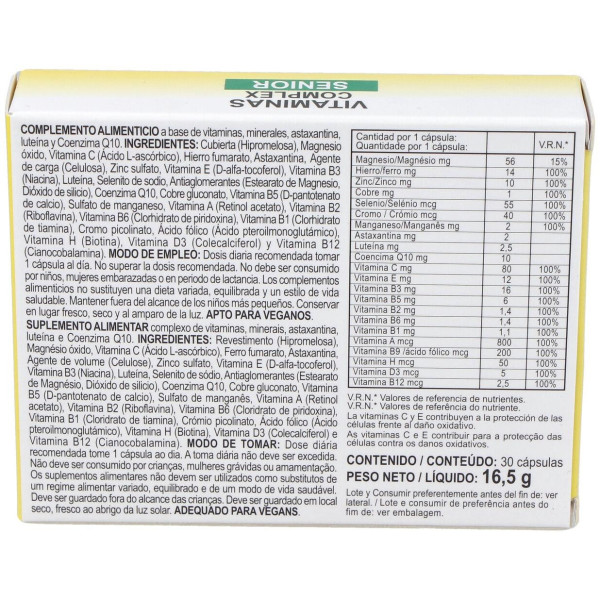 VITAMINAS
COMPLEX
SENIOR
COMPLEMENTO ALIMENTICIO a base de vitaminas, minerales, astaxantina,
luteína y Coenzima Q10. INGREDIENTES: Cubierta (Hipromelosa), Magnesio
óxido, Vitamina C (Ácido L-ascórbico), Hierro fumarato, Astaxantina, Agente
de carga (Celulosa), Zinc sulfato, Vitamina E (D-alfa-tocoferol), Vitamina B3
(Niacina), Luteína, Selenito de sodio, Antiaglomerantes (Estearato de Magnesio,
Dióxido de silicio), Coenzima Q10, Cobre gluconato, Vitamina B5 (D-pantotenato
de calcio), Sulfato de manganeso, Vitamina A (Retinol acetato), Vitamina B2
(Riboflavina), Vitamina B6 (Clorhidrato de piridoxina), Vitamina B1 (Clorhidrato
de tiamina), Cromo picolinato, Ácido fólico (Ácido pteroilmonoglutámico),
Vitamina H (Biotina), Vitamina D3 (Colecalciferol) y Vitamina B12
(Cianocobalamina). MODO DE EMPLEO: Dosis diaria recomendada tomar
1 cápsula al día. No superar la dosis recomendada. No debe ser consumido
por niños, mujeres embarazadas o en periodo de lactancia. Los complementos
alimenticios no sustituyen una dieta variada, equilibrada y un estilo de vida
saludable. Mantener fuera del alcance de los niños más pequeños. Conservar
en lugar fresco, seco y al amparo de la luz. APTO PARA VEGANOS.
SUPLEMENTO ALIMENTAR complexo de vitaminas, minerais, astaxantina,
luteína e Coenzima Q10. INGREDIENTES: Revestimento (Hipromelosa),
Magnésio óxido, Vitamina C (Ácido L-ascórbico), Ferro fumarato, Astaxantina,
Agente de volume (Celulose), Zinco sulfato, Vitamina E (D-alfa-tocoferol),
Vitamina B3 (Niacina), Luteína, Selénito de sódio, Antiaglomerantes (Estearato
de Magnésio, Dióxido de silício), Coenzima Q10, Cobre gluconato, Vitamina
B5 (D-pantotenato de cálcio), Sulfato de manganês, Vitamina A (Retinol
acetato), Vitamina B2 (Riboflavina), Vitamina B6 (Cloridrato de piridoxina),
Vitamina B1 (Cloridrato de tiamina), Crómio picolinato, Ácido fólico (Ácido
pteroilmonoglutámico), Vitamina H (Biotina), Vitamina D3 (Colecalciferol) e
Vitamina B12 (Cianocobalamina). MODO DE TOMAR: Dose diária
recomendada tome 1 cápsula ao día. A toma diária não deve ser excedida.
Não deve ser consumido por crianças, mulheres grávidas ou amamentação.
Os suplementos alimentares não devem ser utilizados como substitutos de
um regime alimentar variado, equilibrado e de um modo de vida saudável.
Deve ser guardado fora do alcance das crianças. Deve ser guardado em local
seco, fresco ao abrigo da luz solar. ADEQUADO PARA VEGANS.
Cantidad por 1 cápsula:
Quantidade por 1 cápsula: V.R.N.*
Magnesio/Magnésio mg 56 15%
Hierro/ferro mg 14 100%
Zinc/Zinco mg 10 100%
Cobre mg 1 100%
Selenio/Selénio mcg 55 100%
Cromo / Crómio mcg 40 100%
Manganeso/Manganês mg 2 100%
Astaxantina mg 2
Luteína mg 2,5
Coencima Q10 mg 10
Vitamina C mg 80 100%
Vitamina E mg 12 100%
Vitamina B3 mg 16 100%
Vitamina B5 mg 6 100%
Vitamina B2 mg 1,4 100%
Vitamina B6 mg 1,4 100%
Vitamina B1 mg 1,1 100%
Vitamina A mcg 800 100%
Vitamina B9 /ácido fólico mcg 200 100%
Vitamina H mcg 50 100%
Vitamina D3 mcg 5 100%
Vitamina B12 mcg 2,5 100%
V.R.N.* Valores de referencia de nutrientes.
V.R.N.* Valores de referência do nutrientes.
La vitaminas C y E contribuyen a la protección de las
células frente al daño oxidativo.
As vitaminas C e E contribuir para a protecção das
células contra os danos oxidativos.
CONTENIDO / CONTEÚDO: 30 cápsulas
PESO NETO / LÍQUIDO: 16,5 g
Lote y Consumir preferentemente antes del fin de: ver
lateral. / Lote e consumir de preferência antes do
fim de: ver embalagem.